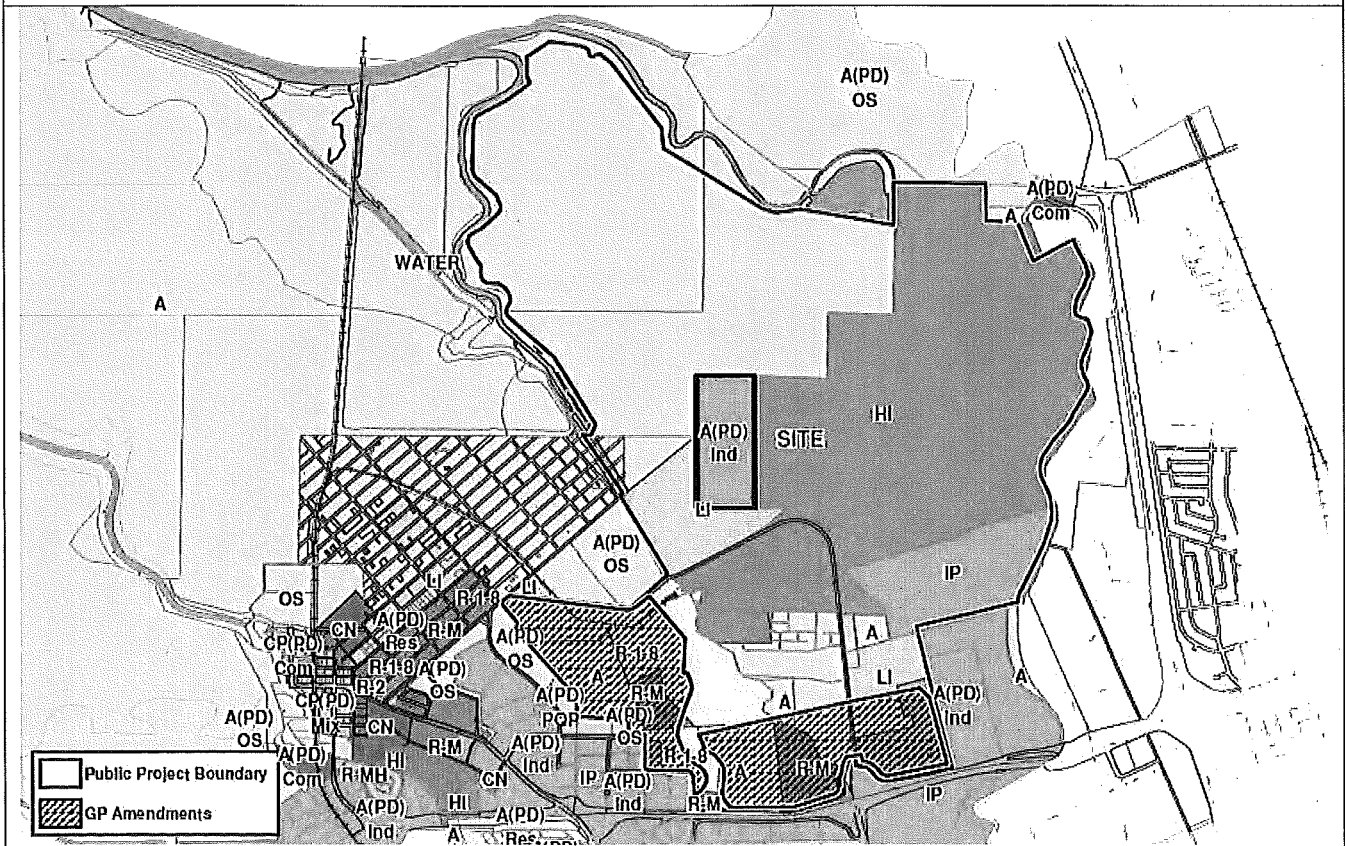 A(PD)
OS
A(PD)
Com
A
WATER
A
HI
A(PD)
Ind
SITE
LI
A(PD)
OS
IP
LI
LI
R-1-8
OS
A(PD)
Res
R-M
CN
A(PD)
OS
R-1-8
A
CP(PD)
Com
R-1-8
A(PD)
OS
A
R-M
LI
A
A
R-2
A(PD)
POP
A(PD)
OS
A(PD)
Ind
CP(PD)
Mix
CN
A(PD)
OS
R-M
A(PD)
Ind
R-1-8
A
R-M
A(PD)
Com
R-MH
HI
CN
IP
A(PD)
Ind
R-M
IP
A(PD)
Ind
HI
A
A(PD)
Res
Public Project Boundary
GP Amendments